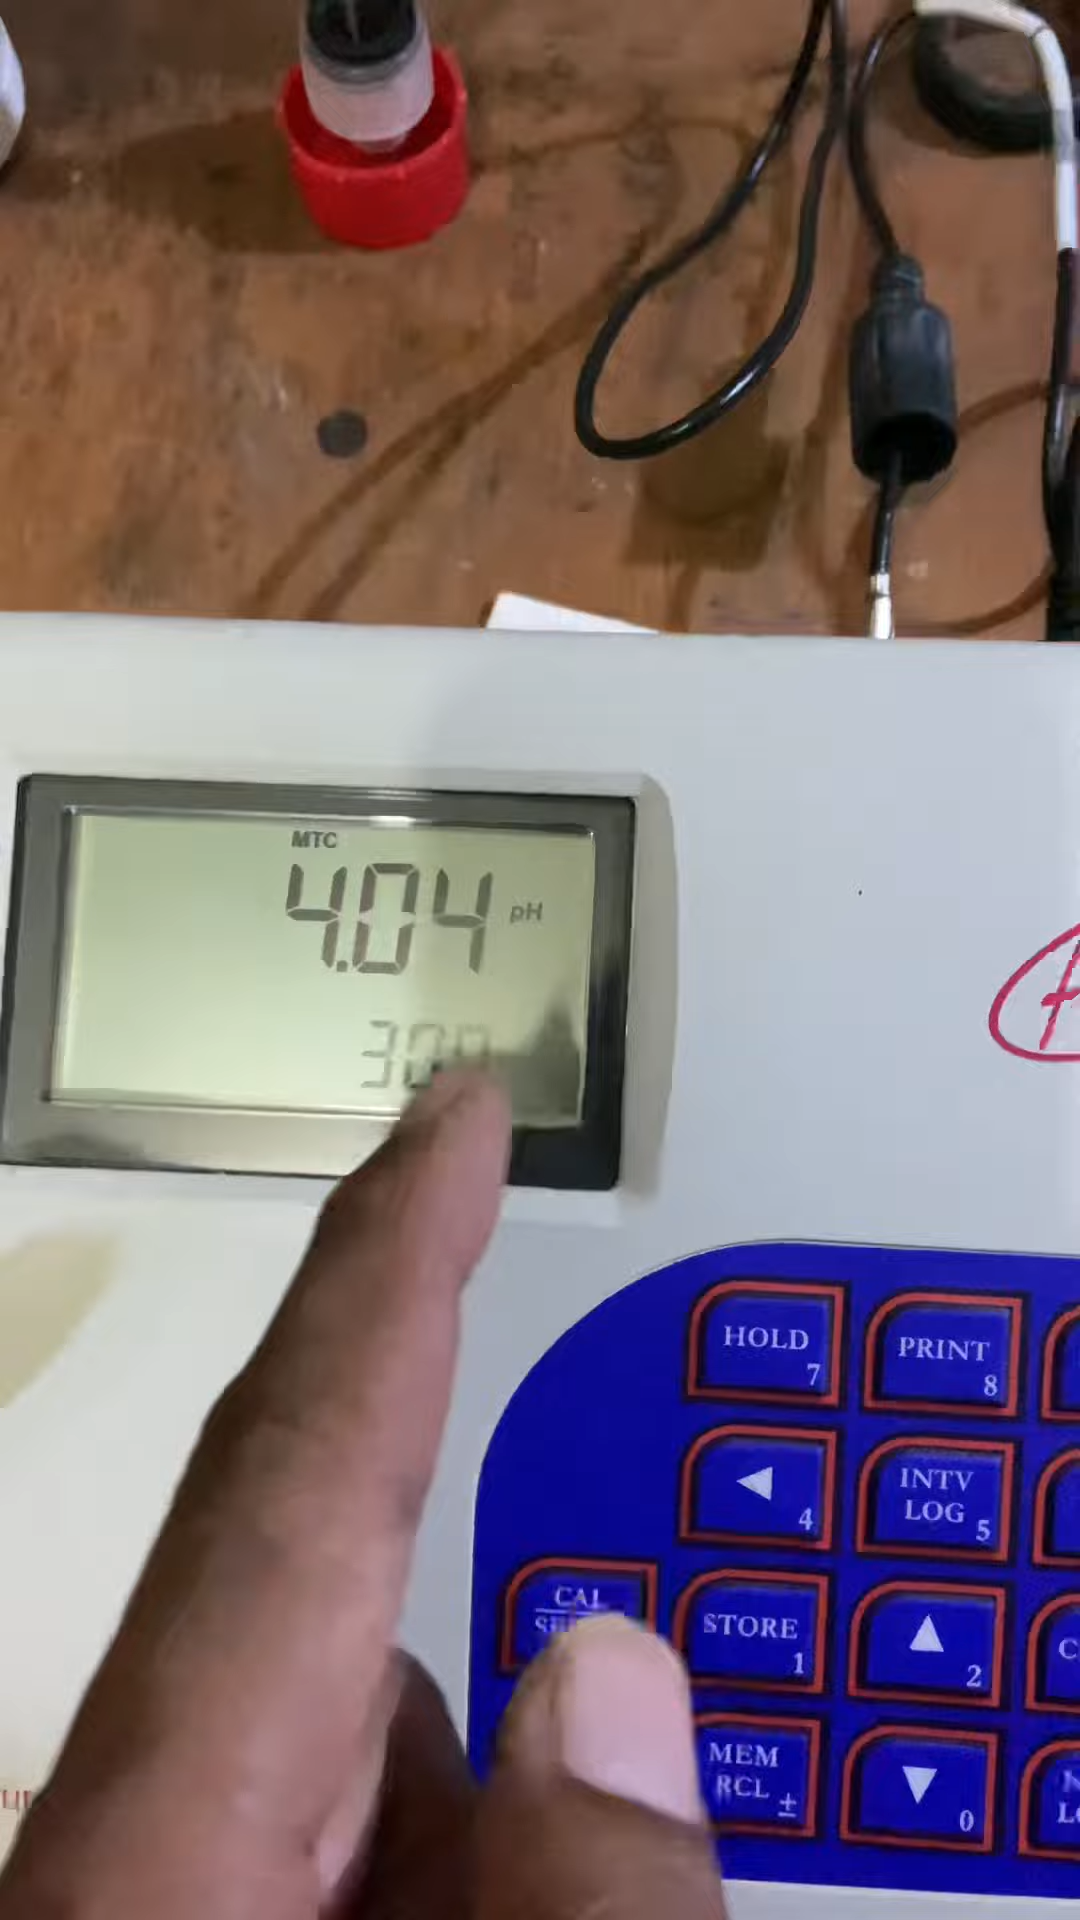 MTC
4.04 pH
HOLD 7
PRINT 8
4
INTV
LOG 5
CAL
STORE 1
2
MEM
RCL ±
0